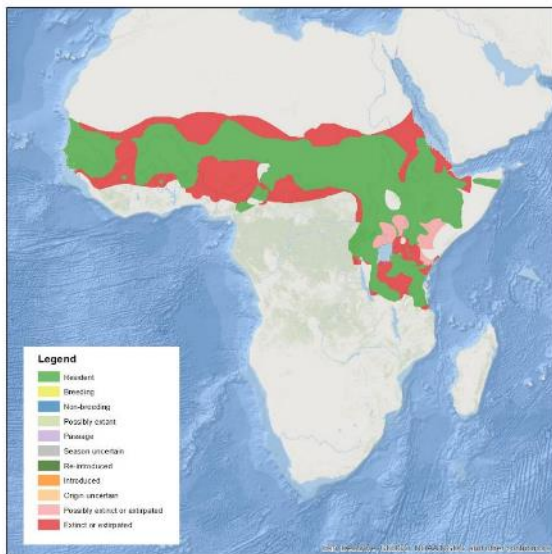 Legend
Resident
Breeding
Non-breeding
Possibly extant
Passage
Season uncertain
Re-introduced
Introduced
Origin uncertain
Possibly extinct or extirpated
Extinct or extirpated